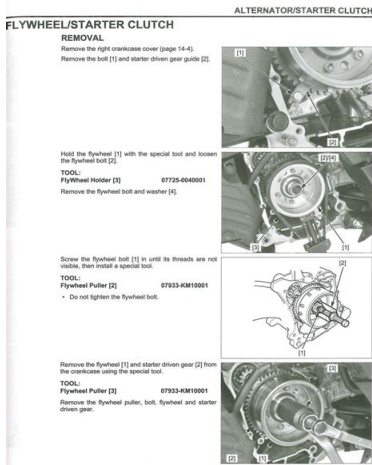 ALTERNATOR/STARTER CLUTCH
FLYWHEEL/STARTER CLUTCH
REMOVAL
Remove the right crankcase cover (page 14-4).
Remove the bolt [1] and starter driven gear guide [2].
[1]
[2]
Hold the flywheel [1] with the special tool and loosen
the flywheel bolt [2].
TOOL:
FlyWheel Holder [3] 07725-0040001
Remove the flywheel bolt and washer [4].
[2]/[4]
[3]
[1]
Screw the flywheel bolt [1] in until its threads are not
visible, then install a special tool.
TOOL:
Flywheel Puller [2] 07933-KM10001
• Do not tighten the flywheel bolt.
[2]
[1]
Remove the flywheel [1] and starter driven gear [2] from
the crankcase using the special tool.
TOOL:
Flywheel Puller [3] 07933-KM10001
Remove the flywheel puller, bolt, flywheel and starter
driven gear.
[3]
[2]
[1]